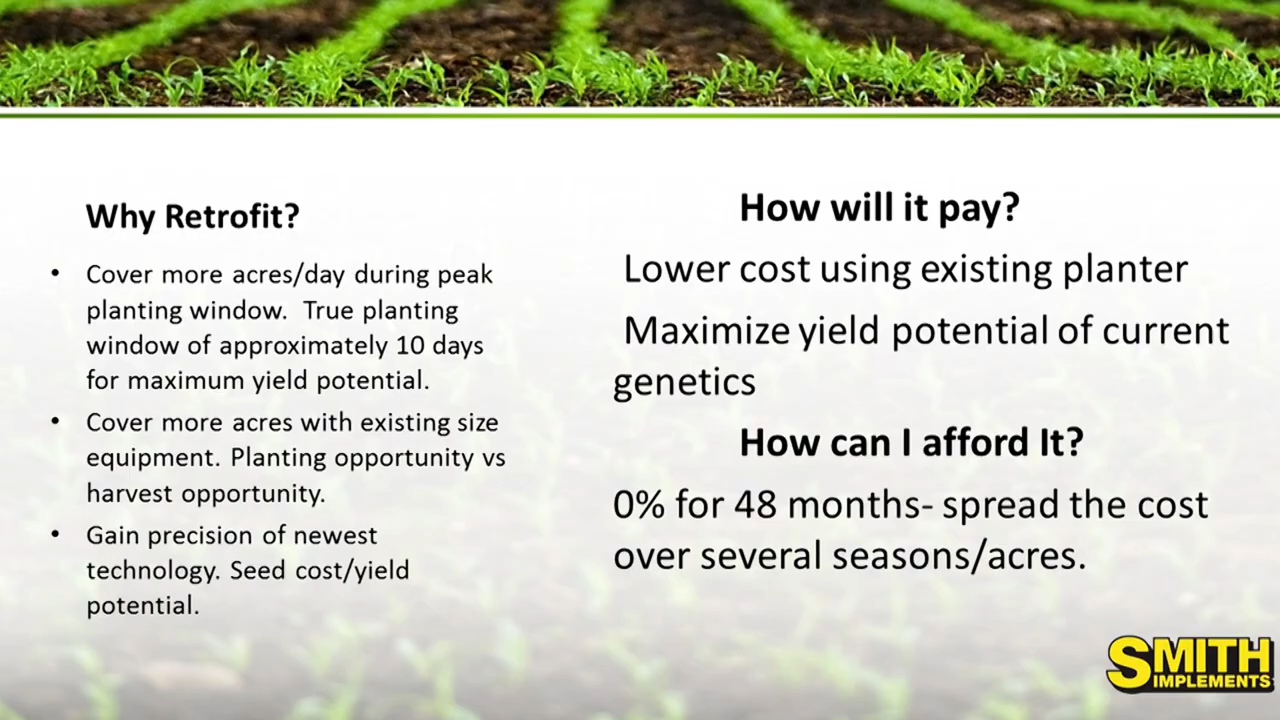 Why Retrofit?
• Cover more acres/day during peak
planting window.  True planting
window of approximately 10 days
for maximum yield potential.
• Cover more acres with existing size
equipment. Planting opportunity vs
harvest opportunity.
• Gain precision of newest
technology. Seed cost/yield
potential.
How will it pay?
Lower cost using existing planter
Maximize yield potential of current
genetics
How can I afford It?
0% for 48 months- spread the cost
over several seasons/acres.
SMITH
IMPLEMENTS